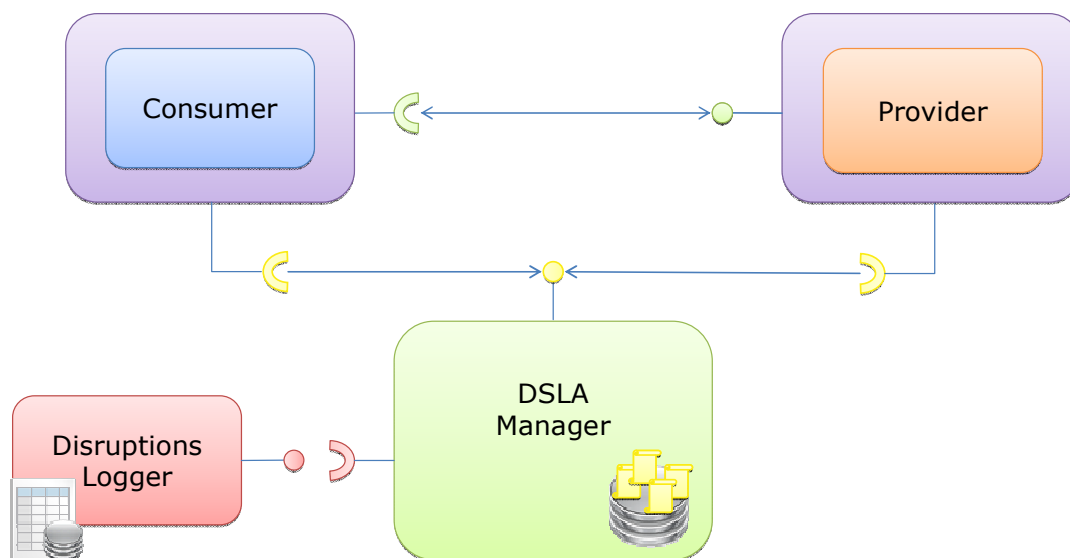 Consumer
Provider
DSLA
Manager
Disruptions
Logger